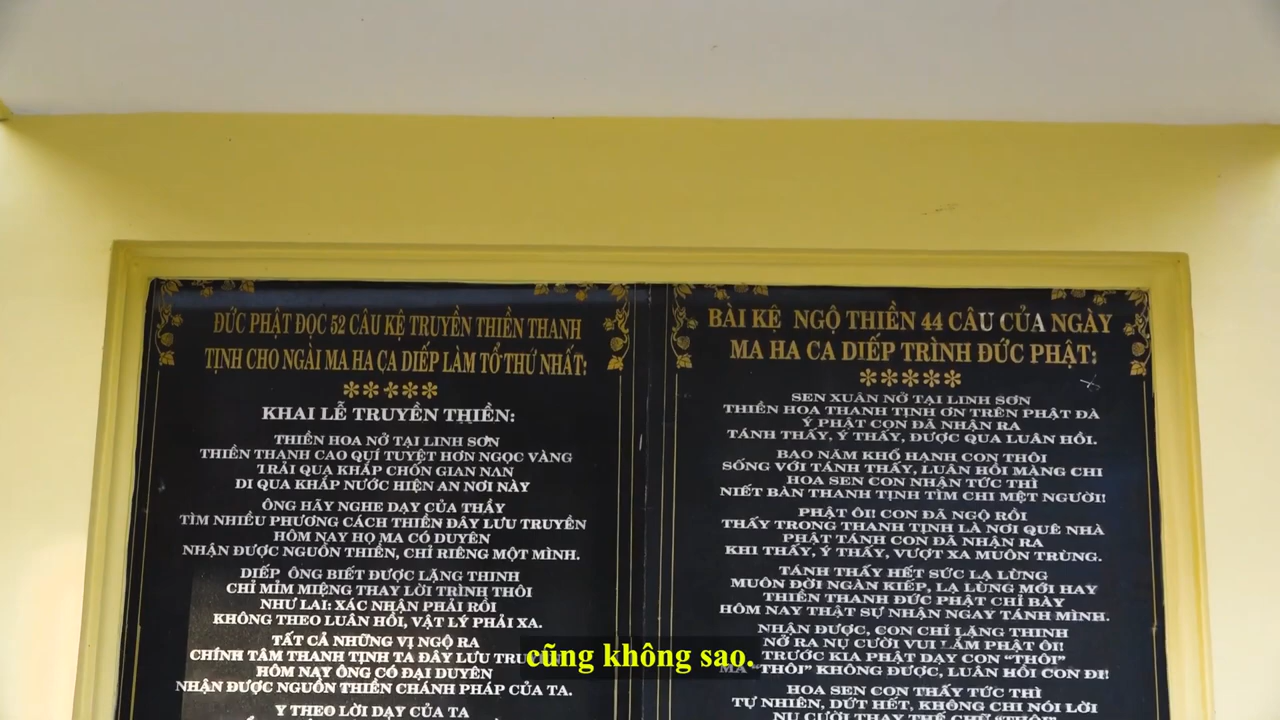 ĐỨC PHẬT ĐỌC 52 CÂU KỆ TRUYỀN THIỀN THANH
TỊNH CHO NGÀI MA HA CA DIẾP LÀM TỔ THỨ NHẤT:
*****
KHAI LỄ TRUYỀN THIỀN:
THIỀN HOA NỞ TẠI LINH SƠN
THIỀN THANH CAO QUÍ TUYỆT HƠN NGỌC VÀNG
TRẢI QUA KHẮP CHỐN GIAN NAN
DI QUA KHẮP NƯỚC HIỆN AN NƠI NÀY
ÔNG HÃY NGHE DẠY CỦA THẦY
TÌM NHIỀU PHƯƠNG CÁCH THIỀN ĐÂY LƯU TRUYỀN
HÔM NAY HỌ MA CÓ DUYÊN
NHẬN ĐƯỢC NGUỒN THIỀN, CHỈ RIÊNG MỘT MÌNH.
DIẾP ÔNG BIẾT ĐƯỢC LẶNG THINH
CHỈ MỈM MIỆNG THAY LỜI TRÌNH THÔI
NHƯ LAI: XÁC NHẬN PHẢI RỒI
KHÔNG THEO LUÂN HỒI, VẬT LÝ PHẢI XA.
TẤT CẢ NHỮNG VỊ NGỘ RA
CHÍNH TÂM THANH TỊNH TA ĐÂY LƯU
HÔM NAY ÔNG CÓ ĐẠI DUYÊN
NHẬN ĐƯỢC NGUỒN THIỀN CHÁNH PHÁP CỦA TA.
Y THEO LỜI DẠY CỦA TA
BÀI KỆ NGỘ THIỀN 44 CÂU CỦA NGÀY
MA HA CA DIẾP TRÌNH ĐỨC PHẬT:
*****
SEN XUÂN NỞ TẠI LINH SƠN
THIỀN HOA THANH TỊNH ƠN TRÊN PHẬT ĐÀ
Ý PHẬT CON ĐÃ NHẬN RA
TÁNH THẤY, Ý THẤY, ĐƯỢC QUA LUÂN HỒI.
BAO NĂM KHỔ HẠNH CON THÔI
SỐNG VỚI TÁNH THẤY, LUÂN HỒI MÀNG CHI
HOA SEN CON NHẬN TỨC THÌ
NIẾT BÀN THANH TỊNH TÌM CHI MỆT NGƯỜI!
PHẬT ÔI! CON ĐÃ NGỘ RỒI
THẤY TRONG THANH TỊNH LÀ NƠI QUÊ NHÀ
PHẬT TÁNH CON ĐÃ NHẬN RA
KHI THẤY, Ý THẤY, VƯỢT XA MUÔN TRÙNG.
TÁNH THẤY HẾT SỨC LẠ LÙNG
MUÔN ĐỜI NGÀN KIẾP, LẠ LÙNG MỚI HAY
THIỀN THANH ĐỨC PHẬT CHỈ BÀY
HÔM NAY THẬT SỰ NHẬN NGAY TÁNH MÌNH.
NHẬN ĐƯỢC, CON CHỈ LẶNG THINH
NỞ RA NỤ CƯỜI VUI LẮM PHẬT ÔI!
TRƯỚC KIA PHẬT DẠY CON “THÔI”
MÀ “THÔI” KHÔNG ĐƯỢC, LUÂN HỒI CON ĐI!
HOA SEN CON THẤY TỨC THÌ
TỰ NHIÊN, DỨT HẾT, KHÔNG CHI NÓI LỜI
NỤ CƯỜI THAY THẾ CHỮ “THÔI”
cũng không sao.